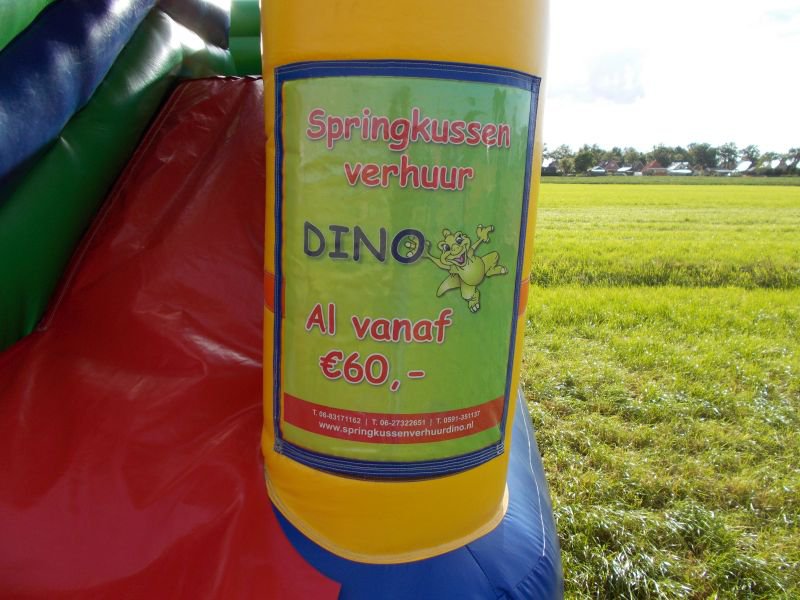 Springkussen
verhuur
DINO
Al vanaf
€60,-
T. 06-83171162 | T. 06-27322651 | T. 0591-351137
www.springkussenverhuurdino.nl